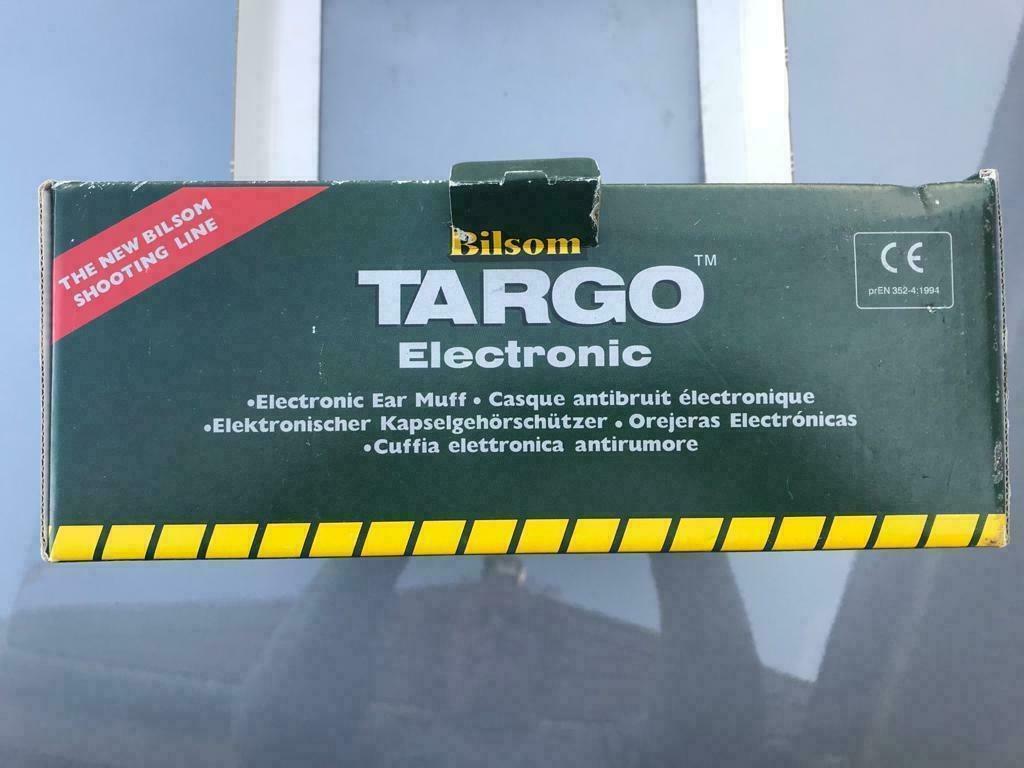 THE NEW BILSOM
SHOOTING LINE
Bilsom
TARGO™
Electronic
•Electronic Ear Muff • Casque antibruit électronique
•Elektronischer Kapselgehörschützer • Orejeras Electrónicas
•Cuffia elettronica antirumore
CE
prEN 352-4:1994